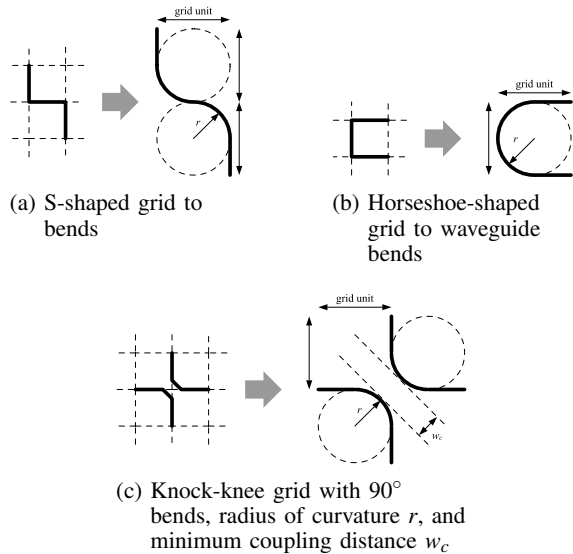 grid unit
r
(a) S-shaped grid to
bends
grid unit
r
(b) Horseshoe-shaped
grid to waveguide
bends
grid unit
r
w_c
(c) Knock-knee grid with 90°
bends, radius of curvature r, and
minimum coupling distance w_c